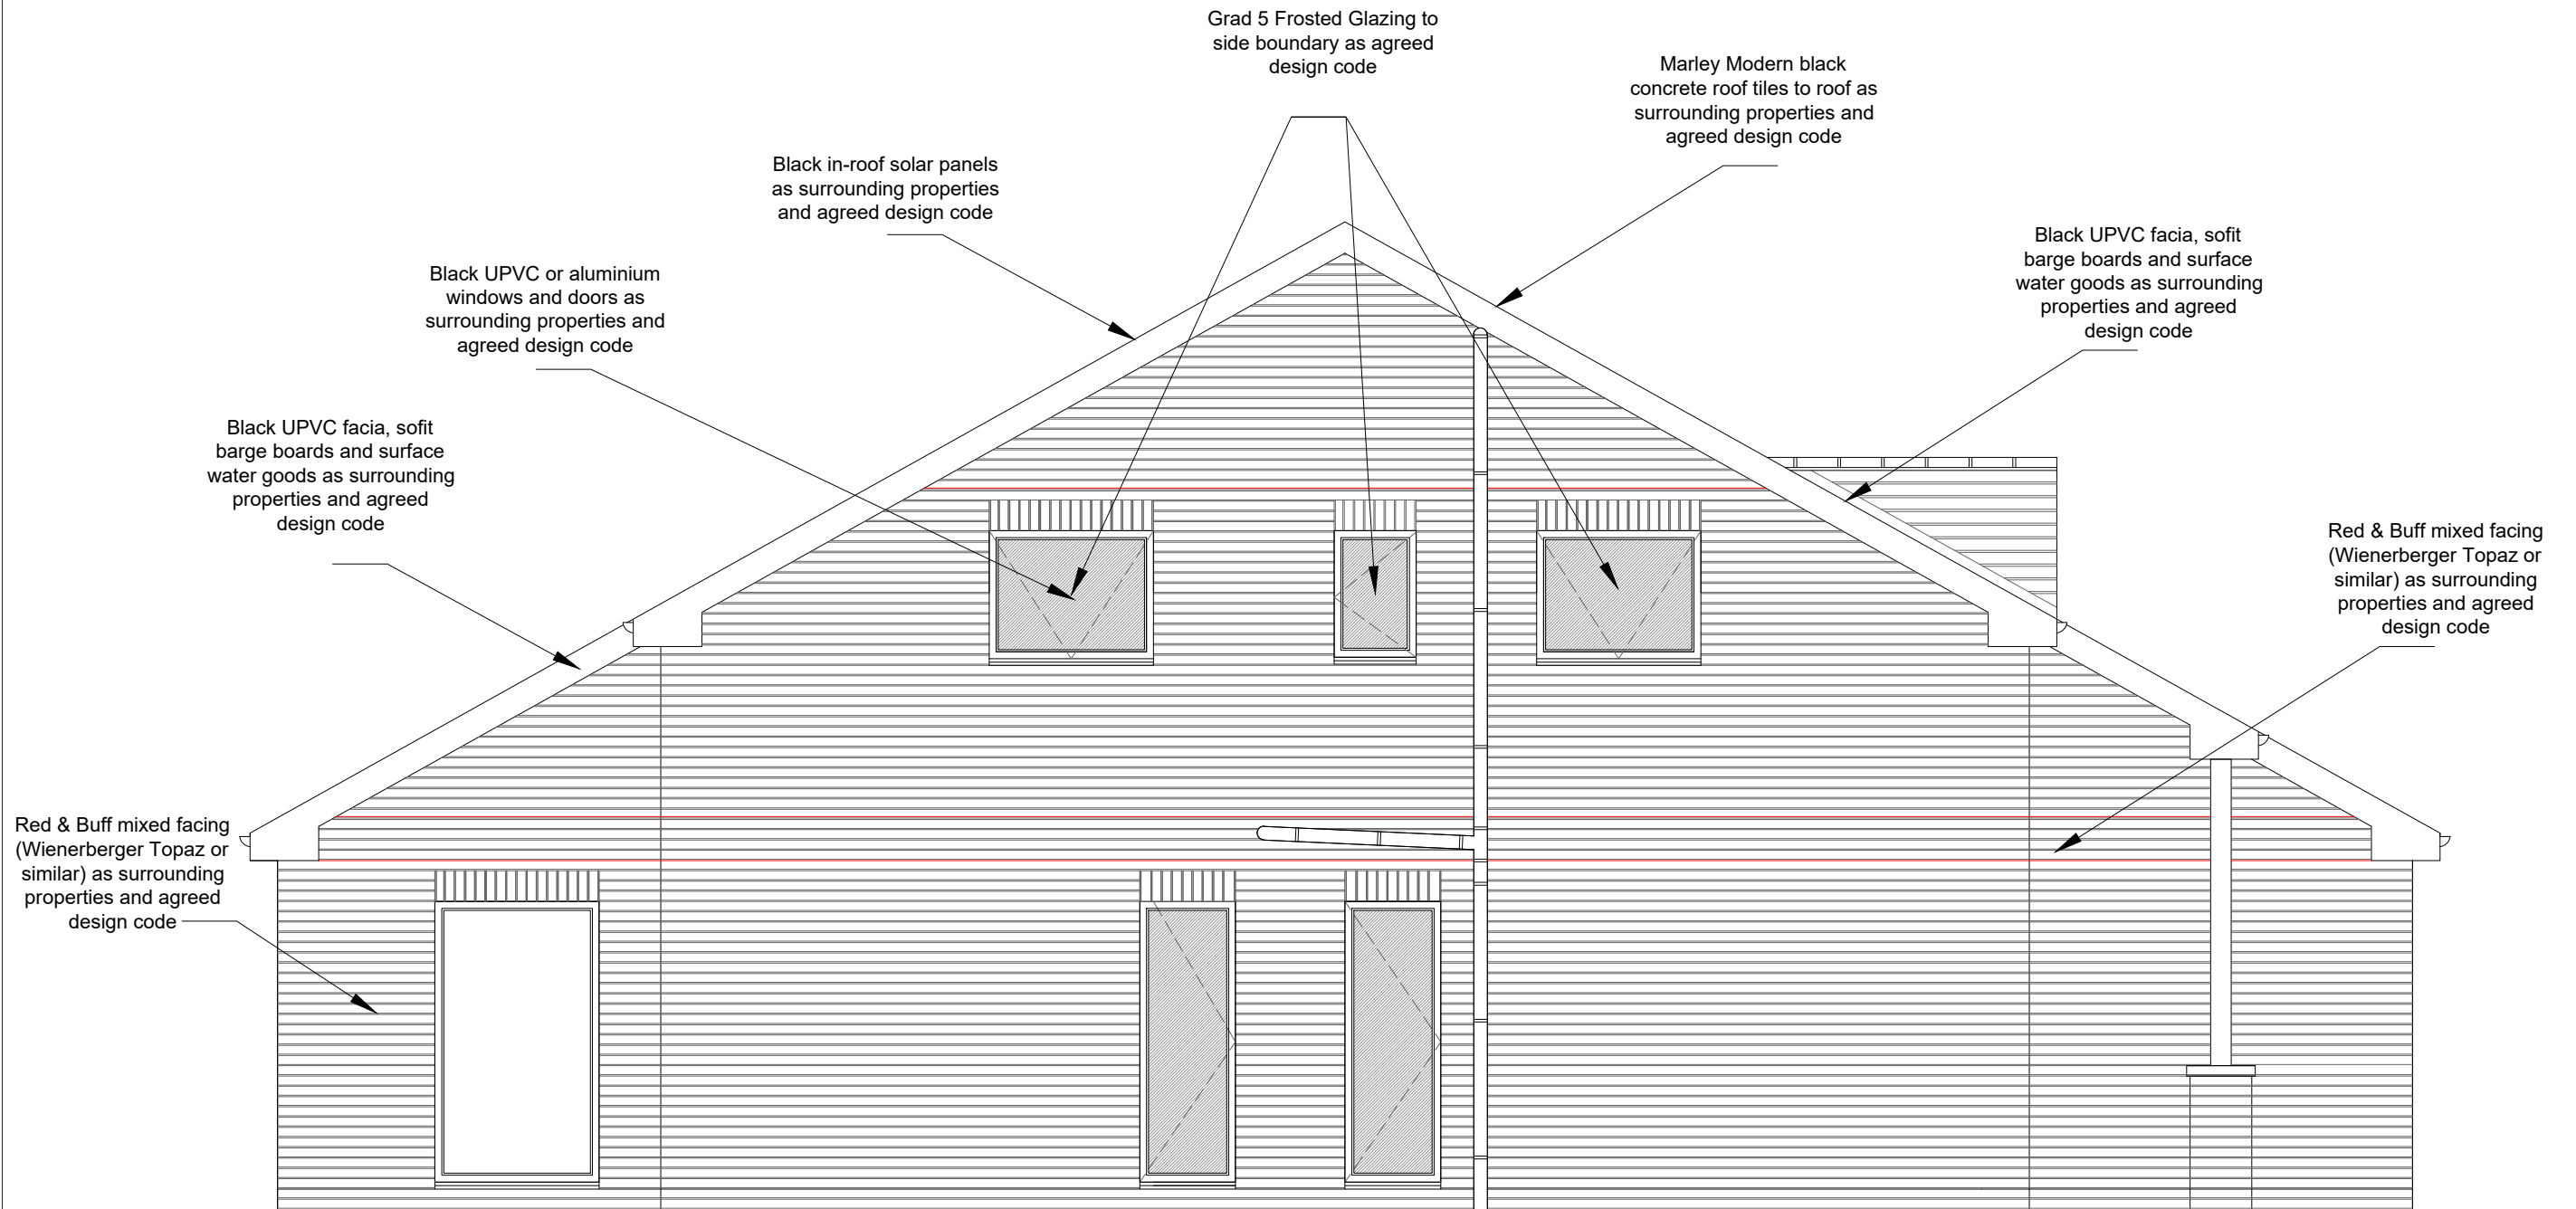 Grad 5 Frosted Glazing to
side boundary as agreed
design code
Marley Modern black
concrete roof tiles to roof as
surrounding properties and
agreed design code
Black in-roof solar panels
as surrounding properties
and agreed design code
Black UPVC facia, sofit
barge boards and surface
water goods as surrounding
properties and agreed
design code
Black UPVC or aluminium
windows and doors as
surrounding properties and
agreed design code
Black UPVC facia, sofit
barge boards and surface
water goods as surrounding
properties and agreed
design code
Red & Buff mixed facing
(Wienerberger Topaz or
similar) as surrounding
properties and agreed
design code
Red & Buff mixed facing
(Wienerberger Topaz or
similar) as surrounding
properties and agreed
design code